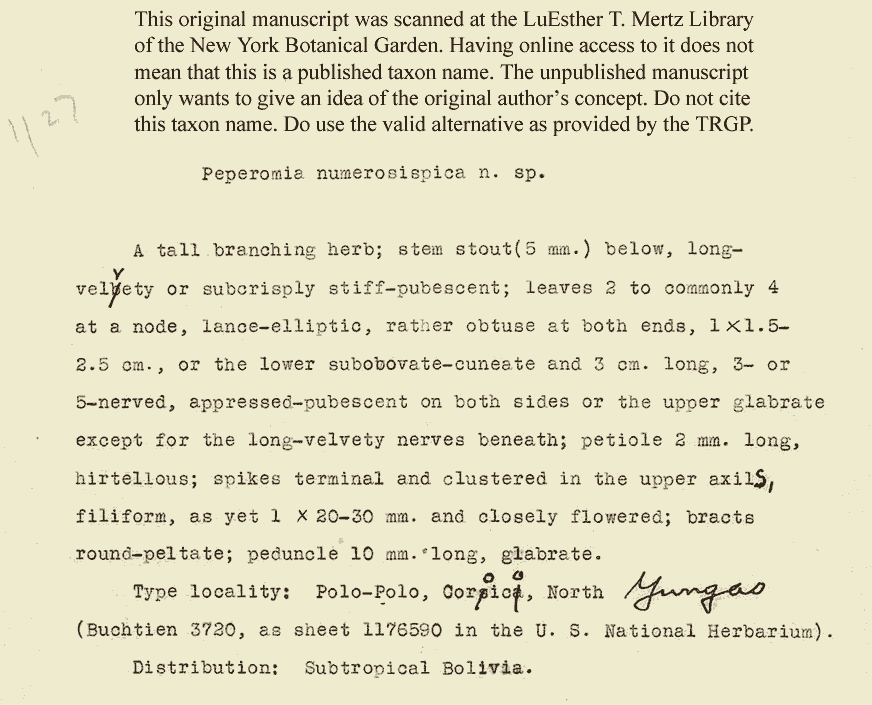 This original manuscript was scanned at the LuEsther T. Mertz Library
of the New York Botanical Garden. Having online access to it does not
mean that this is a published taxon name. The unpublished manuscript
only wants to give an idea of the original author's concept. Do not cite
this taxon name. Do use the valid alternative as provided by the TRGP.
Peperomia numerosispica n. sp.
A tall branching herb; stem stout(5 mm.) below, long-
velvety or subcrisply stiff-pubescent; leaves 2 to commonly 4
at a node, lance-elliptic, rather obtuse at both ends, 1×1.5-
2.5 cm., or the lower subobovate-cuneate and 3 cm. long, 3- or
5-nerved, appressed-pubescent on both sides or the upper glabrate
except for the long-velvety nerves beneath; petiole 2 mm. long,
hirtellous; spikes terminal and clustered in the upper axils,
filiform, as yet 1 × 20-30 mm. and closely flowered; bracts
round-peltate; peduncle 10 mm. long, glabrate.
Type locality: Polo-Polo, Coroico, North Yungas
(Buchtien 3720, as sheet 1176590 in the U. S. National Herbarium).
Distribution: Subtropical Bolivia.